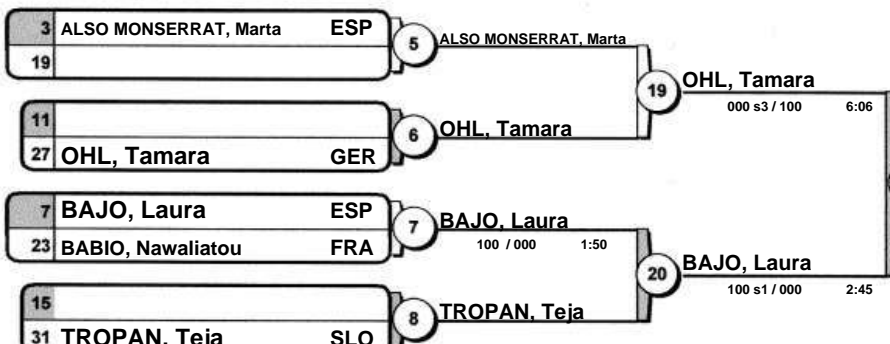 3 ALSO MONSERRAT, Marta ESP
19
5
ALSO MONSERRAT, Marta
11
27 OHL, Tamara GER
6
OHL, Tamara
19
OHL, Tamara
000 s3 / 100 6:06
7 BAJO, Laura ESP
23 BABIO, Nawaliatou FRA
7
BAJO, Laura
100 / 000 1:50
15
31 TROPAN, Teja SLO
8
TROPAN, Teja
20
BAJO, Laura
100 s1 / 000 2:45